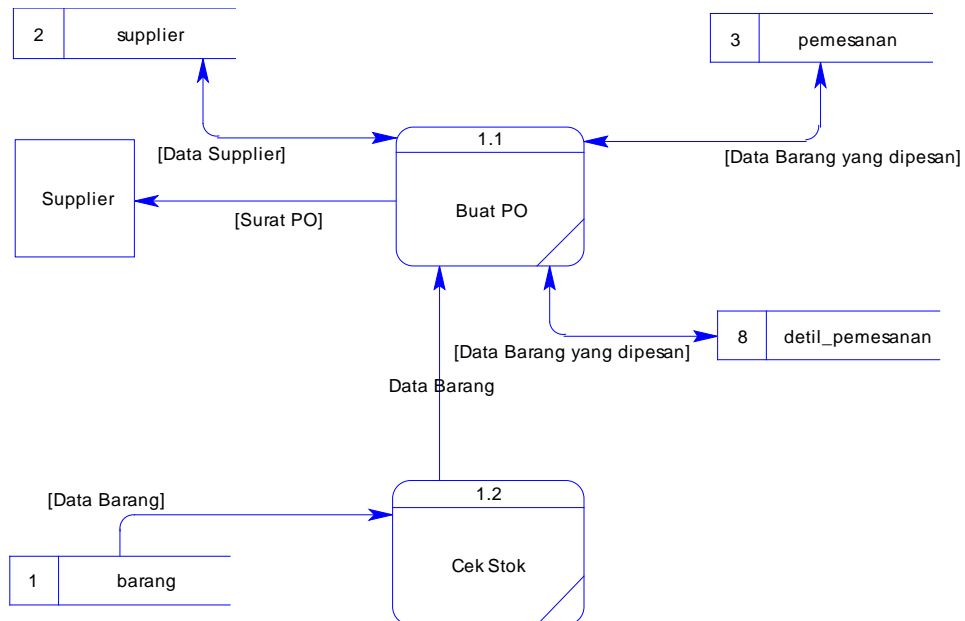 2 supplier
3 pemesanan
[Data Supplier]
1.1
[Data Barang yang dipesan]
Supplier
Buat PO
[Surat PO]
8 detil_pemesanan
[Data Barang yang dipesan]
Data Barang
[Data Barang]
1.2
Cek Stok
1 barang